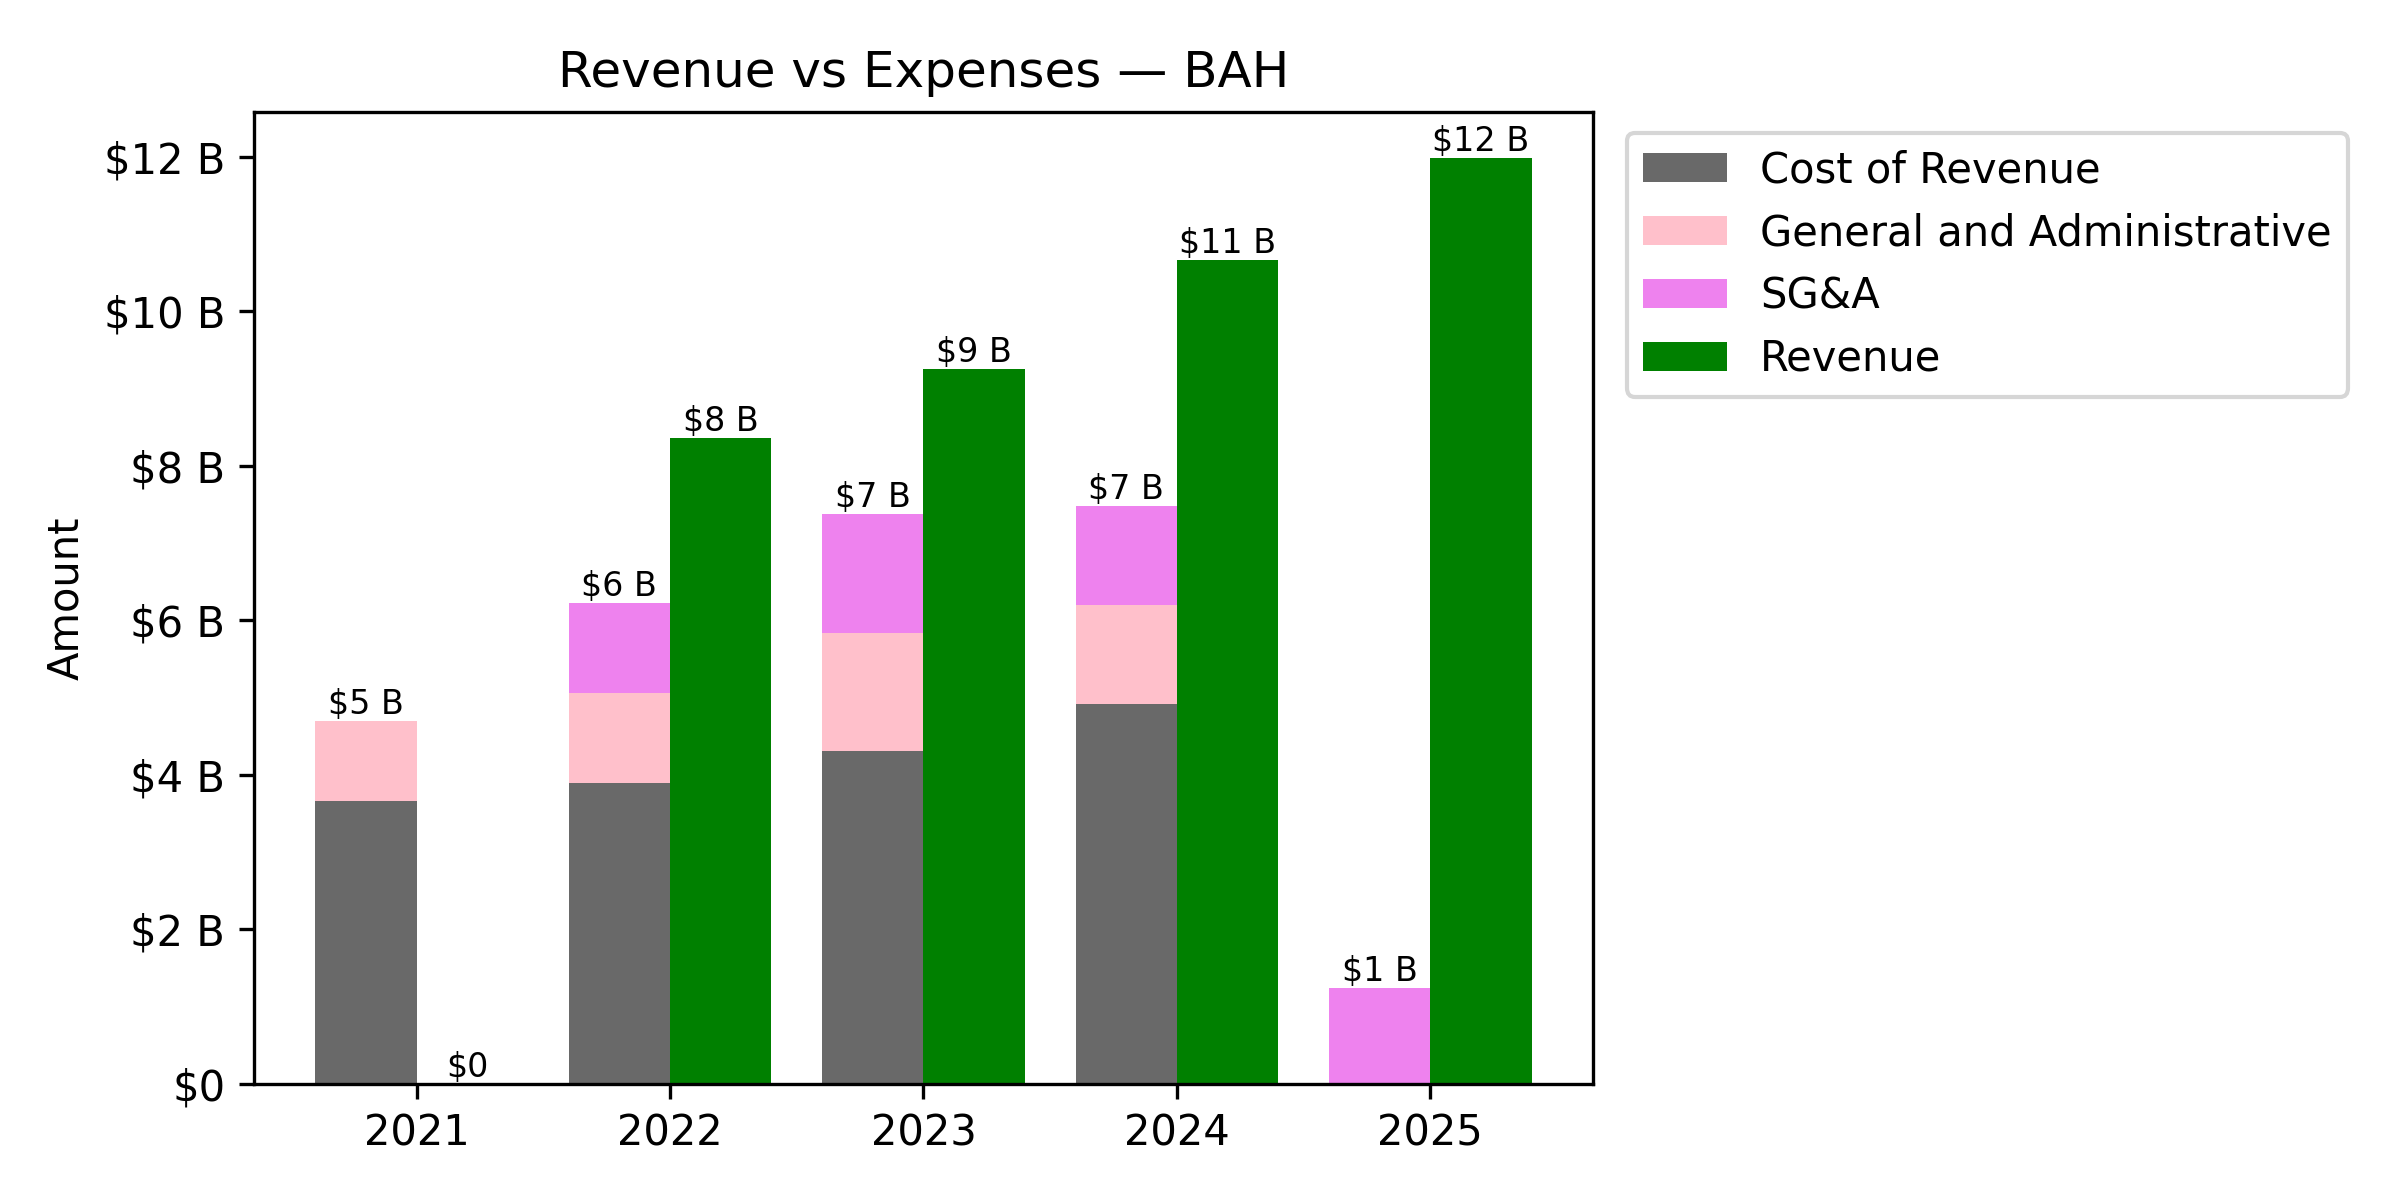 Revenue vs Expenses — BAH
Amount
$12 B
$10 B
$8 B
$6 B
$4 B
$2 B
$0
$5 B
$0
$6 B
$8 B
$7 B
$9 B
$7 B
$11 B
$1 B
$12 B
2021
2022
2023
2024
2025
Cost of Revenue
General and Administrative
SG&A
Revenue